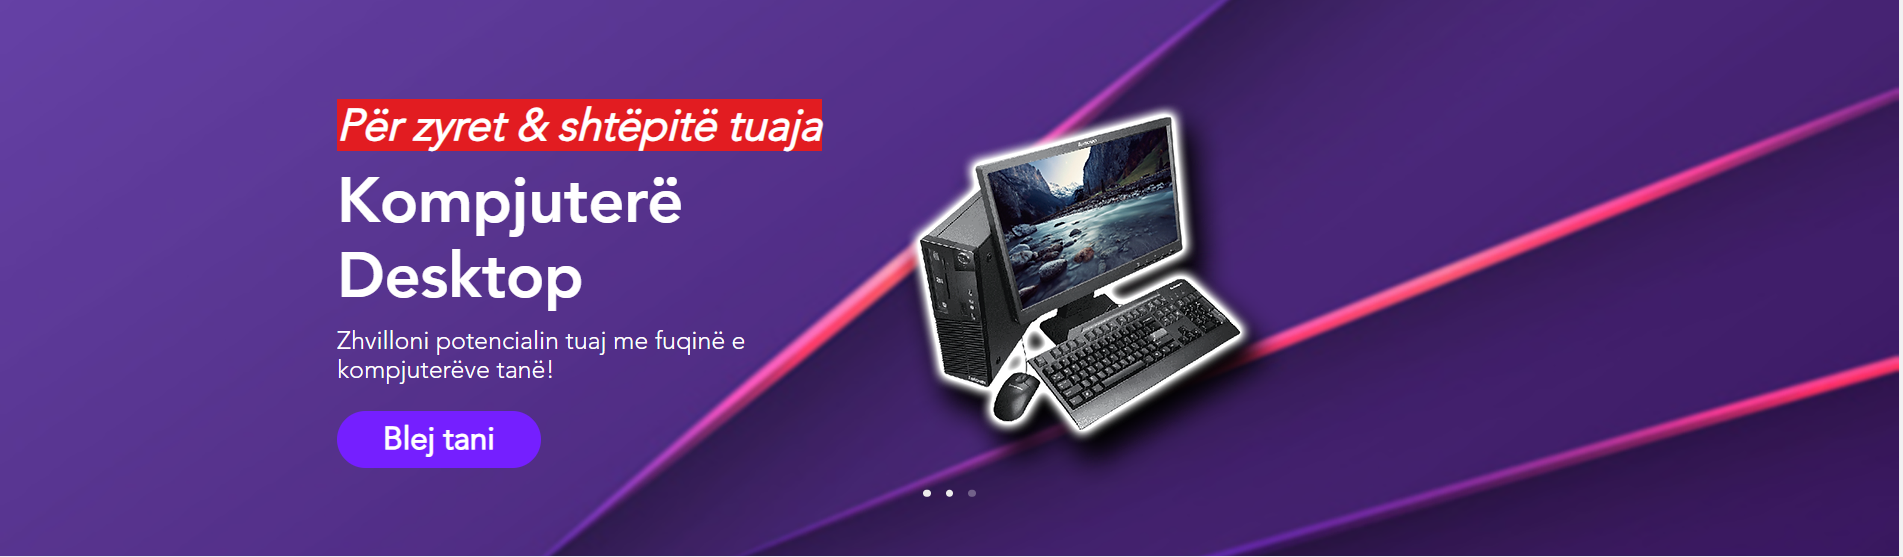 Për zyret & shtëpitë tuaja
Kompjuterë
Desktop
Zhvilloni potencialin tuaj me fuqinë e
kompjuterëve tanë!
Blej tani